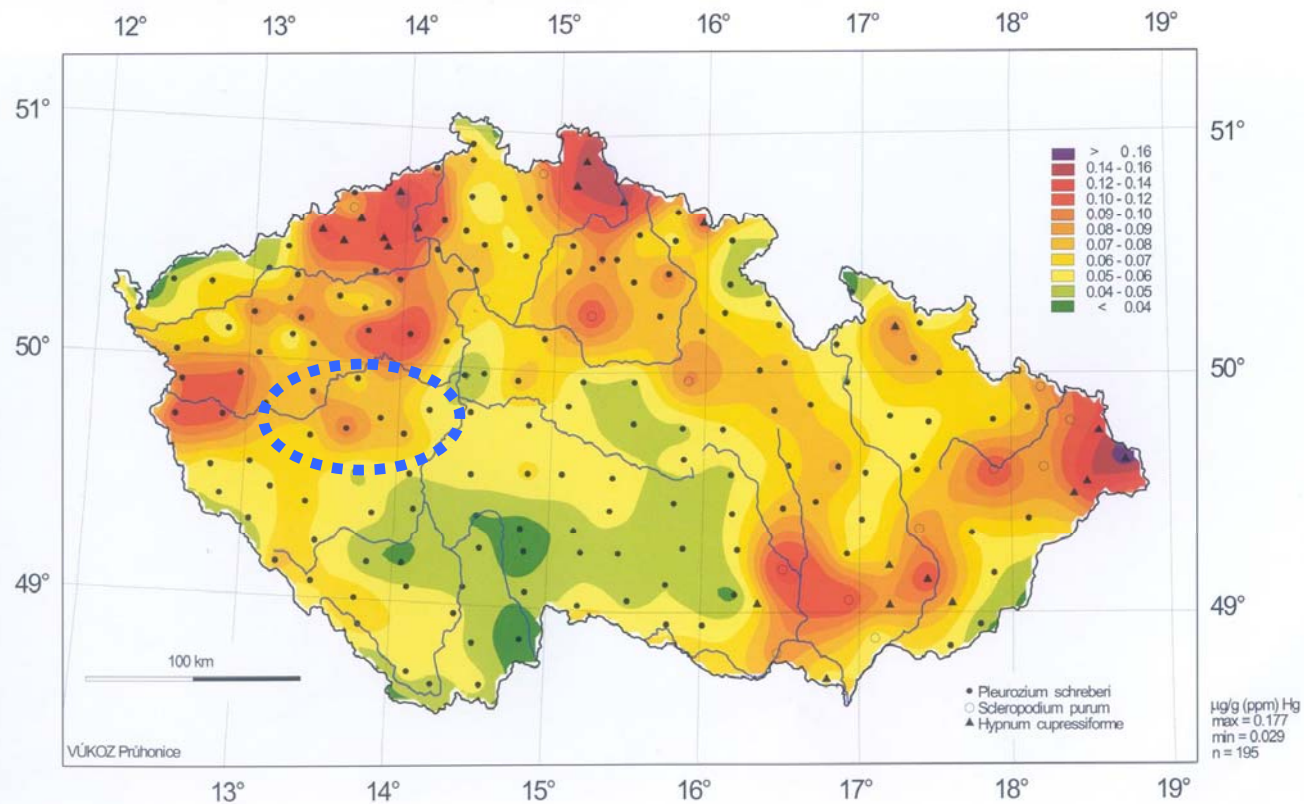 12° 13° 14° 15° 16° 17° 18° 19°
51° 51°
> 0.16
0.14 - 0.16
0.12 - 0.14
0.10 - 0.12
0.09 - 0.10
0.08 - 0.09
0.07 - 0.08
0.06 - 0.07
0.05 - 0.06
0.04 - 0.05
< 0.04
50° 50°
49° 49°
100 km
Pleurozium schreberi
Scleropodium purum
Hypnum cupressiforme
µg/g (ppm) Hg
max = 0.177
min = 0.029
n = 195
VÚKOZ Průhonice
13° 14° 15° 16° 17° 18° 19°